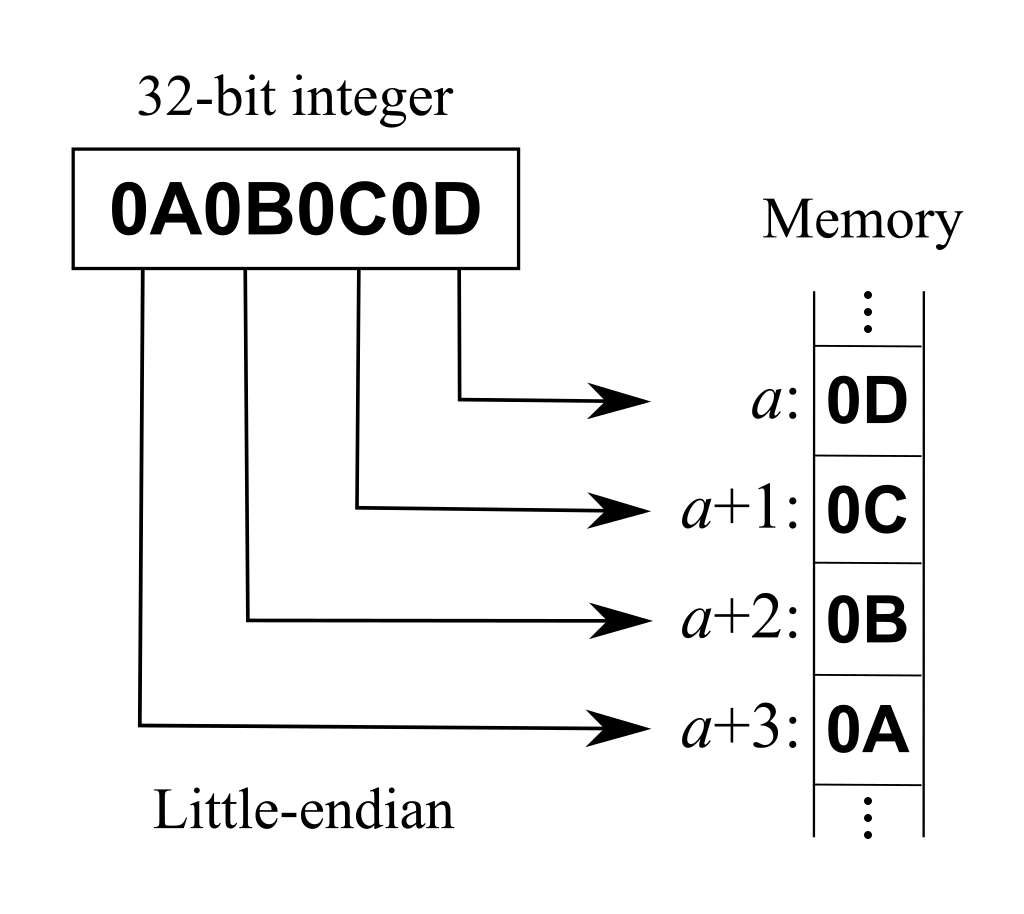 32-bit integer
0A0B0C0D
Memory
a: 0D
a+1: 0C
a+2: 0B
a+3: 0A
Little-endian